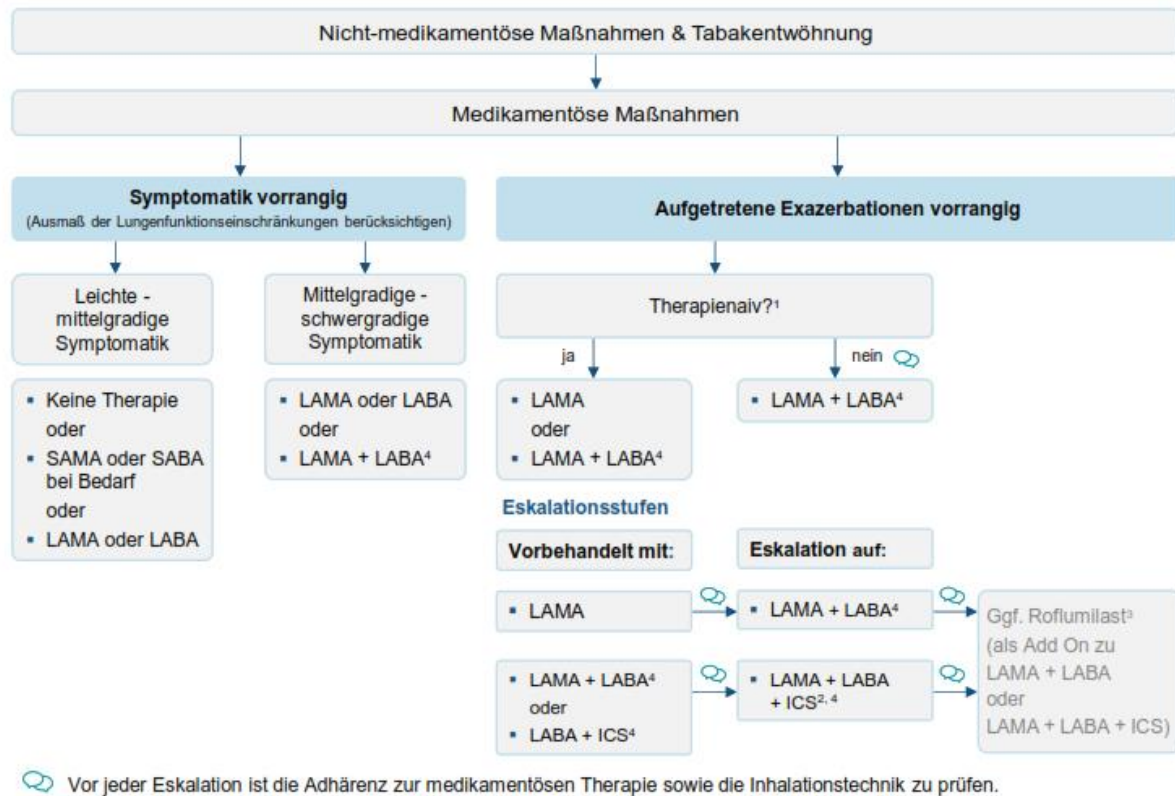 Nicht-medikamentöse Maßnahmen & Tabakentwöhnung
Medikamentöse Maßnahmen
Symptomatik vorrangig
(Ausmaß der Lungenfunktionseinschränkungen berücksichtigen)
Leichte -
mittelgradige
Symptomatik
▪ Keine Therapie
oder
▪ SAMA oder SABA
bei Bedarf
oder
▪ LAMA oder LABA
Mittelgradige -
schwergradige
Symptomatik
▪ LAMA oder LABA
oder
▪ LAMA + LABA⁴
Aufgetretene Exazerbationen vorrangig
Therapienaiv?¹
ja
nein
▪ LAMA
oder
▪ LAMA + LABA⁴
▪ LAMA + LABA⁴
Eskalationsstufen
Vorbehandelt mit:
Eskalation auf:
▪ LAMA
▪ LAMA + LABA⁴
▪ LAMA + LABA⁴
oder
▪ LABA + ICS⁴
▪ LAMA + LABA
+ ICS²,⁴
Ggf. Roflumilast³
(als Add On zu
LAMA + LABA
oder
LAMA + LABA + ICS)
Vor jeder Eskalation ist die Adhärenz zur medikamentösen Therapie sowie die Inhalationstechnik zu prüfen.